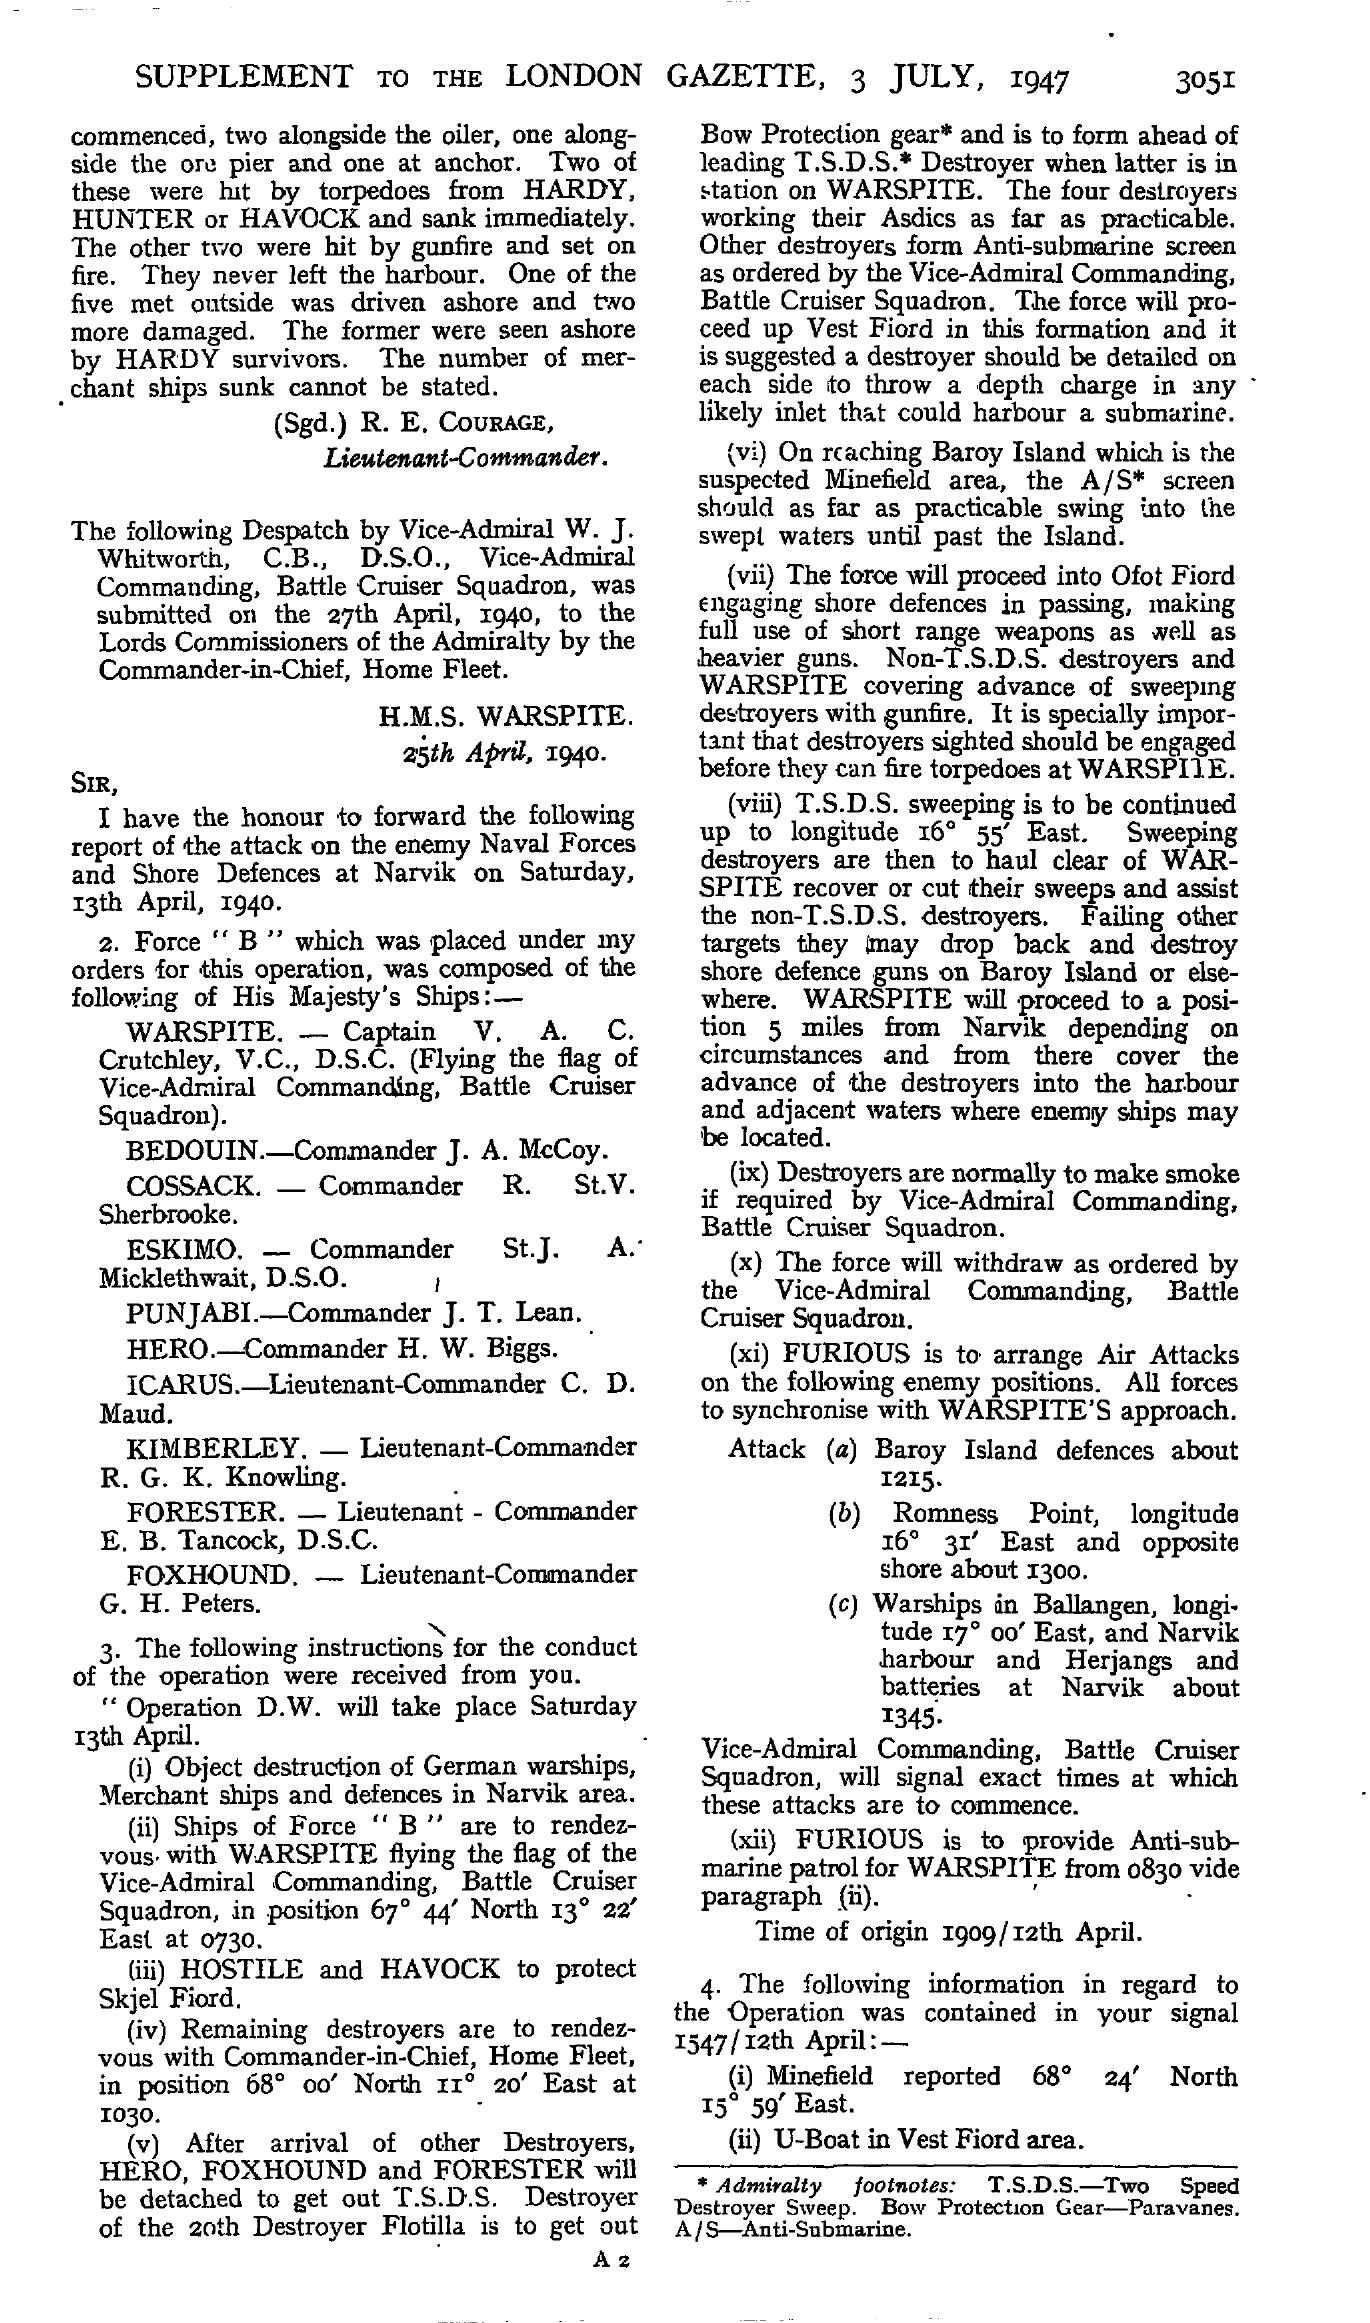 SUPPLEMENT TO THE LONDON GAZETTE, 3 JULY, 1947 3051
commenced, two alongside the oiler, one along-
side the ore pier and one at anchor. Two of
these were hit by torpedoes from HARDY,
HUNTER or HAVOCK and sank immediately.
The other two were hit by gunfire and set on
fire. They never left the harbour. One of the
five met outside was driven ashore and two
more damaged. The former were seen ashore
by HARDY survivors. The number of mer-
chant ships sunk cannot be stated.
(Sgd.) R. E. COURAGE,
Lieutenant-Commander.
The following Despatch by Vice-Admiral W. J.
Whitworth, C.B., D.S.O., Vice-Admiral
Commanding, Battle Cruiser Squadron, was
submitted on the 27th April, 1940, to the
Lords Commissioners of the Admiralty by the
Commander-in-Chief, Home Fleet.
H.M.S. WARSPITE.
25th April, 1940.
SIR,
I have the honour to forward the following
report of the attack on the enemy Naval Forces
and Shore Defences at Narvik on Saturday,
13th April, 1940.
2. Force " B " which was placed under my
orders for this operation, was composed of the
following of His Majesty's Ships:—
WARSPITE. — Captain V. A. C.
Crutchley, V.C., D.S.C. (Flying the flag of
Vice-Admiral Commanding, Battle Cruiser
Squadron).
BEDOUIN.—Commander J. A. McCoy.
COSSACK. — Commander R. St.V.
Sherbrooke.
ESKIMO. — Commander St.J. A.
Micklethwait, D.S.O.
PUNJABI.—Commander J. T. Lean.
HERO.—Commander H. W. Biggs.
ICARUS.—Lieutenant-Commander C. D.
Maud.
KIMBERLEY. — Lieutenant-Commander
R. G. K. Knowling.
FORESTER. — Lieutenant - Commander
E. B. Tancock, D.S.C.
FOXHOUND. — Lieutenant-Commander
G. H. Peters.
3. The following instructions for the conduct
of the operation were received from you.
" Operation D.W. will take place Saturday
13th April.
(i) Object destruction of German warships,
Merchant ships and defences in Narvik area.
(ii) Ships of Force " B " are to rendez-
vous with WARSPITE flying the flag of the
Vice-Admiral Commanding, Battle Cruiser
Squadron, in position 67° 44′ North 13° 22′
East at 0730.
(iii) HOSTILE and HAVOCK to protect
Skjel Fiord.
(iv) Remaining destroyers are to rendez-
vous with Commander-in-Chief, Home Fleet,
in position 68° 00′ North 11° 20′ East at
1030.
(v) After arrival of other Destroyers,
HERO, FOXHOUND and FORESTER will
be detached to get out T.S.D.S. Destroyer
of the 20th Destroyer Flotilla is to get out
A 2
Bow Protection gear* and is to form ahead of
leading T.S.D.S.* Destroyer when latter is in
station on WARSPITE. The four destroyers
working their Asdics as far as practicable.
Other destroyers form Anti-submarine screen
as ordered by the Vice-Admiral Commanding,
Battle Cruiser Squadron. The force will pro-
ceed up Vest Fiord in this formation and it
is suggested a destroyer should be detailed on
each side to throw a depth charge in any
likely inlet that could harbour a submarine.
(vi) On reaching Baroy Island which is the
suspected Minefield area, the A/S* screen
should as far as practicable swing into the
swept waters until past the Island.
(vii) The force will proceed into Ofot Fiord
engaging shore defences in passing, making
full use of short range weapons as well as
heavier guns. Non-T.S.D.S. destroyers and
WARSPITE covering advance of sweeping
destroyers with gunfire. It is specially impor-
tant that destroyers sighted should be engaged
before they can fire torpedoes at WARSPITE.
(viii) T.S.D.S. sweeping is to be continued
up to longitude 16° 55′ East. Sweeping
destroyers are then to haul clear of WAR-
SPITE recover or cut their sweeps and assist
the non-T.S.D.S. destroyers. Failing other
targets they may drop back and destroy
shore defence guns on Baroy Island or else-
where. WARSPITE will proceed to a posi-
tion 5 miles from Narvik depending on
circumstances and from there cover the
advance of the destroyers into the harbour
and adjacent waters where enemy ships may
be located.
(ix) Destroyers are normally to make smoke
if required by Vice-Admiral Commanding,
Battle Cruiser Squadron.
(x) The force will withdraw as ordered by
the Vice-Admiral Commanding, Battle
Cruiser Squadron.
(xi) FURIOUS is to arrange Air Attacks
on the following enemy positions. All forces
to synchronise with WARSPITE'S approach.
Attack (a) Baroy Island defences about
1215.
(b) Romness Point, longitude
16° 31′ East and opposite
shore about 1300.
(c) Warships in Ballangen, longi-
tude 17° 00′ East, and Narvik
harbour and Herjangs and
batteries at Narvik about
1345.
Vice-Admiral Commanding, Battle Cruiser
Squadron, will signal exact times at which
these attacks are to commence.
(xii) FURIOUS is to provide Anti-sub-
marine patrol for WARSPITE from 0830 vide
paragraph (ii).
Time of origin 1909/12th April.
4. The following information in regard to
the Operation was contained in your signal
1547/12th April:—
(i) Minefield reported 68° 24′ North
15° 59′ East.
(ii) U-Boat in Vest Fiord area.
* Admiralty footnotes: T.S.D.S.—Two Speed
Destroyer Sweep. Bow Protection Gear—Paravanes.
A/S—Anti-Submarine.